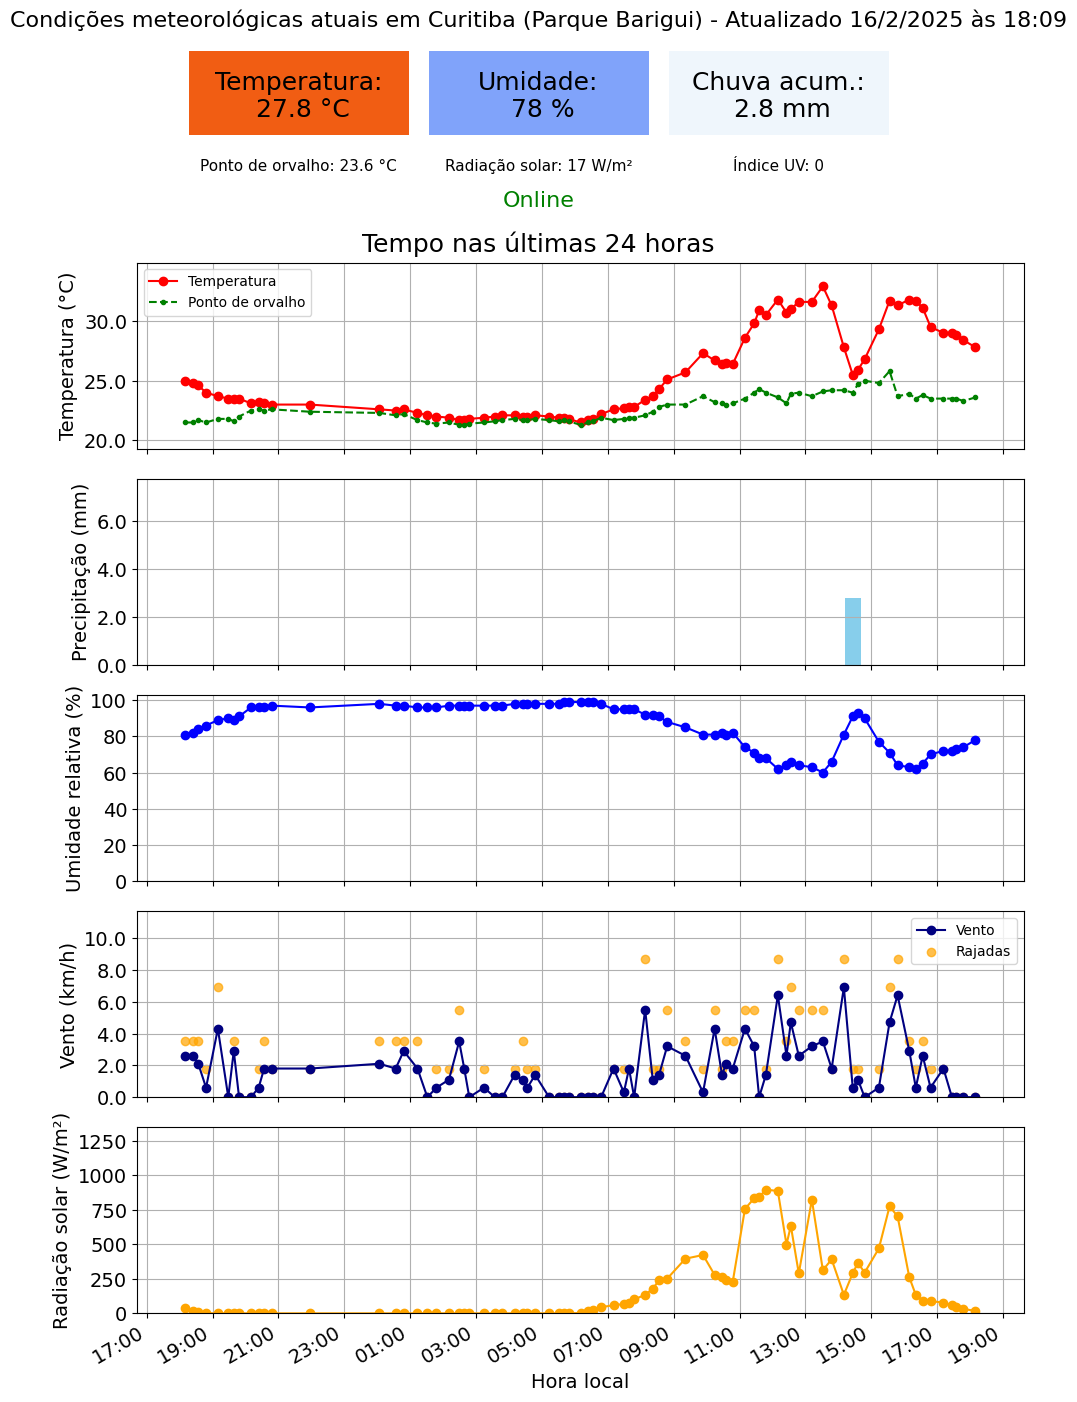 Condições meteorológicas atuais em Curitiba (Parque Barigui) - Atualizado 16/2/2025 às 18:09
Temperatura:
27.8 °C
Umidade:
78 %
Chuva acum.:
2.8 mm
Ponto de orvalho: 23.6 °C
Radiação solar: 17 W/m²
Índice UV: 0
Online
Tempo nas últimas 24 horas
Temperatura (°C)
30.0
25.0
20.0
Temperatura
Ponto de orvalho
Precipitação (mm)
6.0
4.0
2.0
0.0
Umidade relativa (%)
100
80
60
40
20
0
Vento (km/h)
10.0
8.0
6.0
4.0
2.0
0.0
Vento
Rajadas
Radiação solar (W/m²)
1250
1000
750
500
250
0
17:00 19:00 21:00 23:00 01:00 03:00 05:00 07:00 09:00 11:00 13:00 15:00 17:00 19:00
Hora local